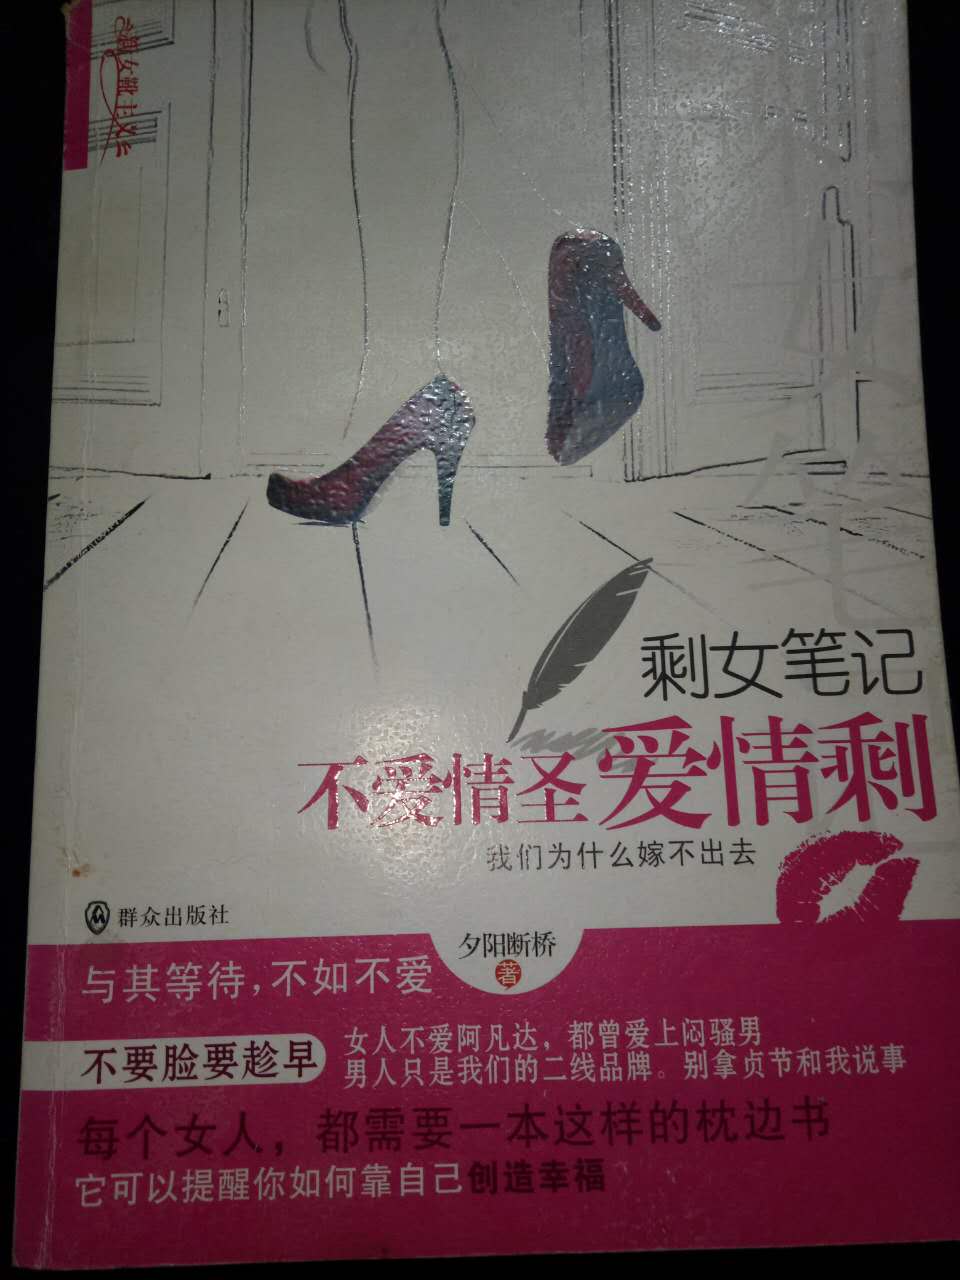 剩女笔记
不爱情圣爱情剩
我们为什么嫁不出去
群众出版社
夕阳断桥
著
与其等待,不如不爱
不要脸要趁早
女人不爱阿凡达，都曾爱上闷骚男
男人只是我们的二线品牌。别拿贞节和我说事
每个女人，都需要一本这样的枕边书
它可以提醒你如何靠自己创造幸福